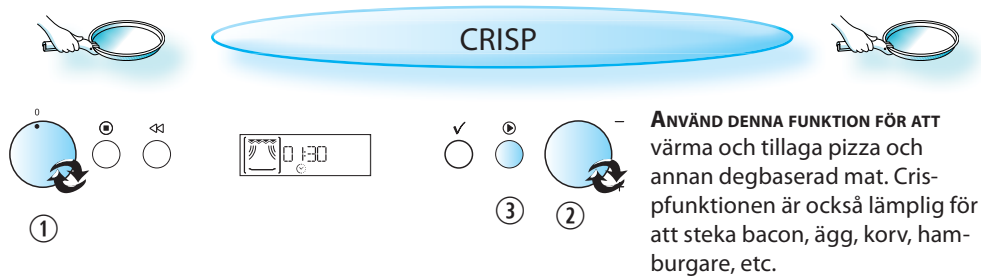 CRISP
0
01:30
– 
+
① 
③ 
② 
ANVÄND DENNA FUNKTION FÖR ATT
värma och tillaga pizza och
annan degbaserad mat. Cris-
pfunktionen är också lämplig för
att steka bacon, ägg, korv, ham-
burgare, etc.